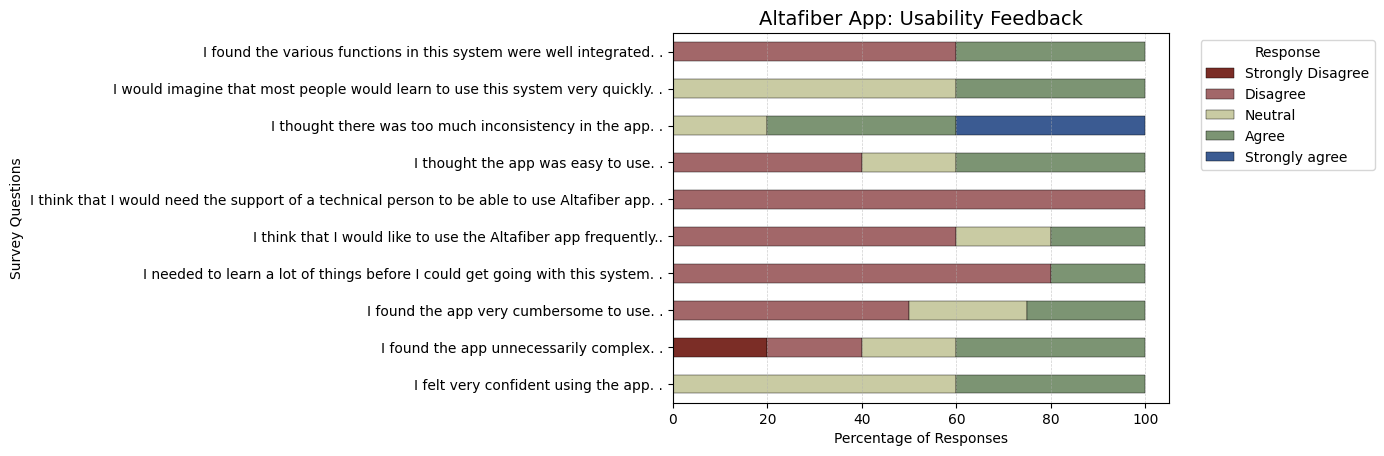 Altafiber App: Usability Feedback
Survey Questions
I found the various functions in this system were well integrated. .
I would imagine that most people would learn to use this system very quickly. .
I thought there was too much inconsistency in the app. .
I thought the app was easy to use. .
I think that I would need the support of a technical person to be able to use Altafiber app. .
I think that I would like to use the Altafiber app frequently..
I needed to learn a lot of things before I could get going with this system. .
I found the app very cumbersome to use. .
I found the app unnecessarily complex. .
I felt very confident using the app. .
0 20 40 60 80 100
Percentage of Responses
Response
Strongly Disagree
Disagree
Neutral
Agree
Strongly agree